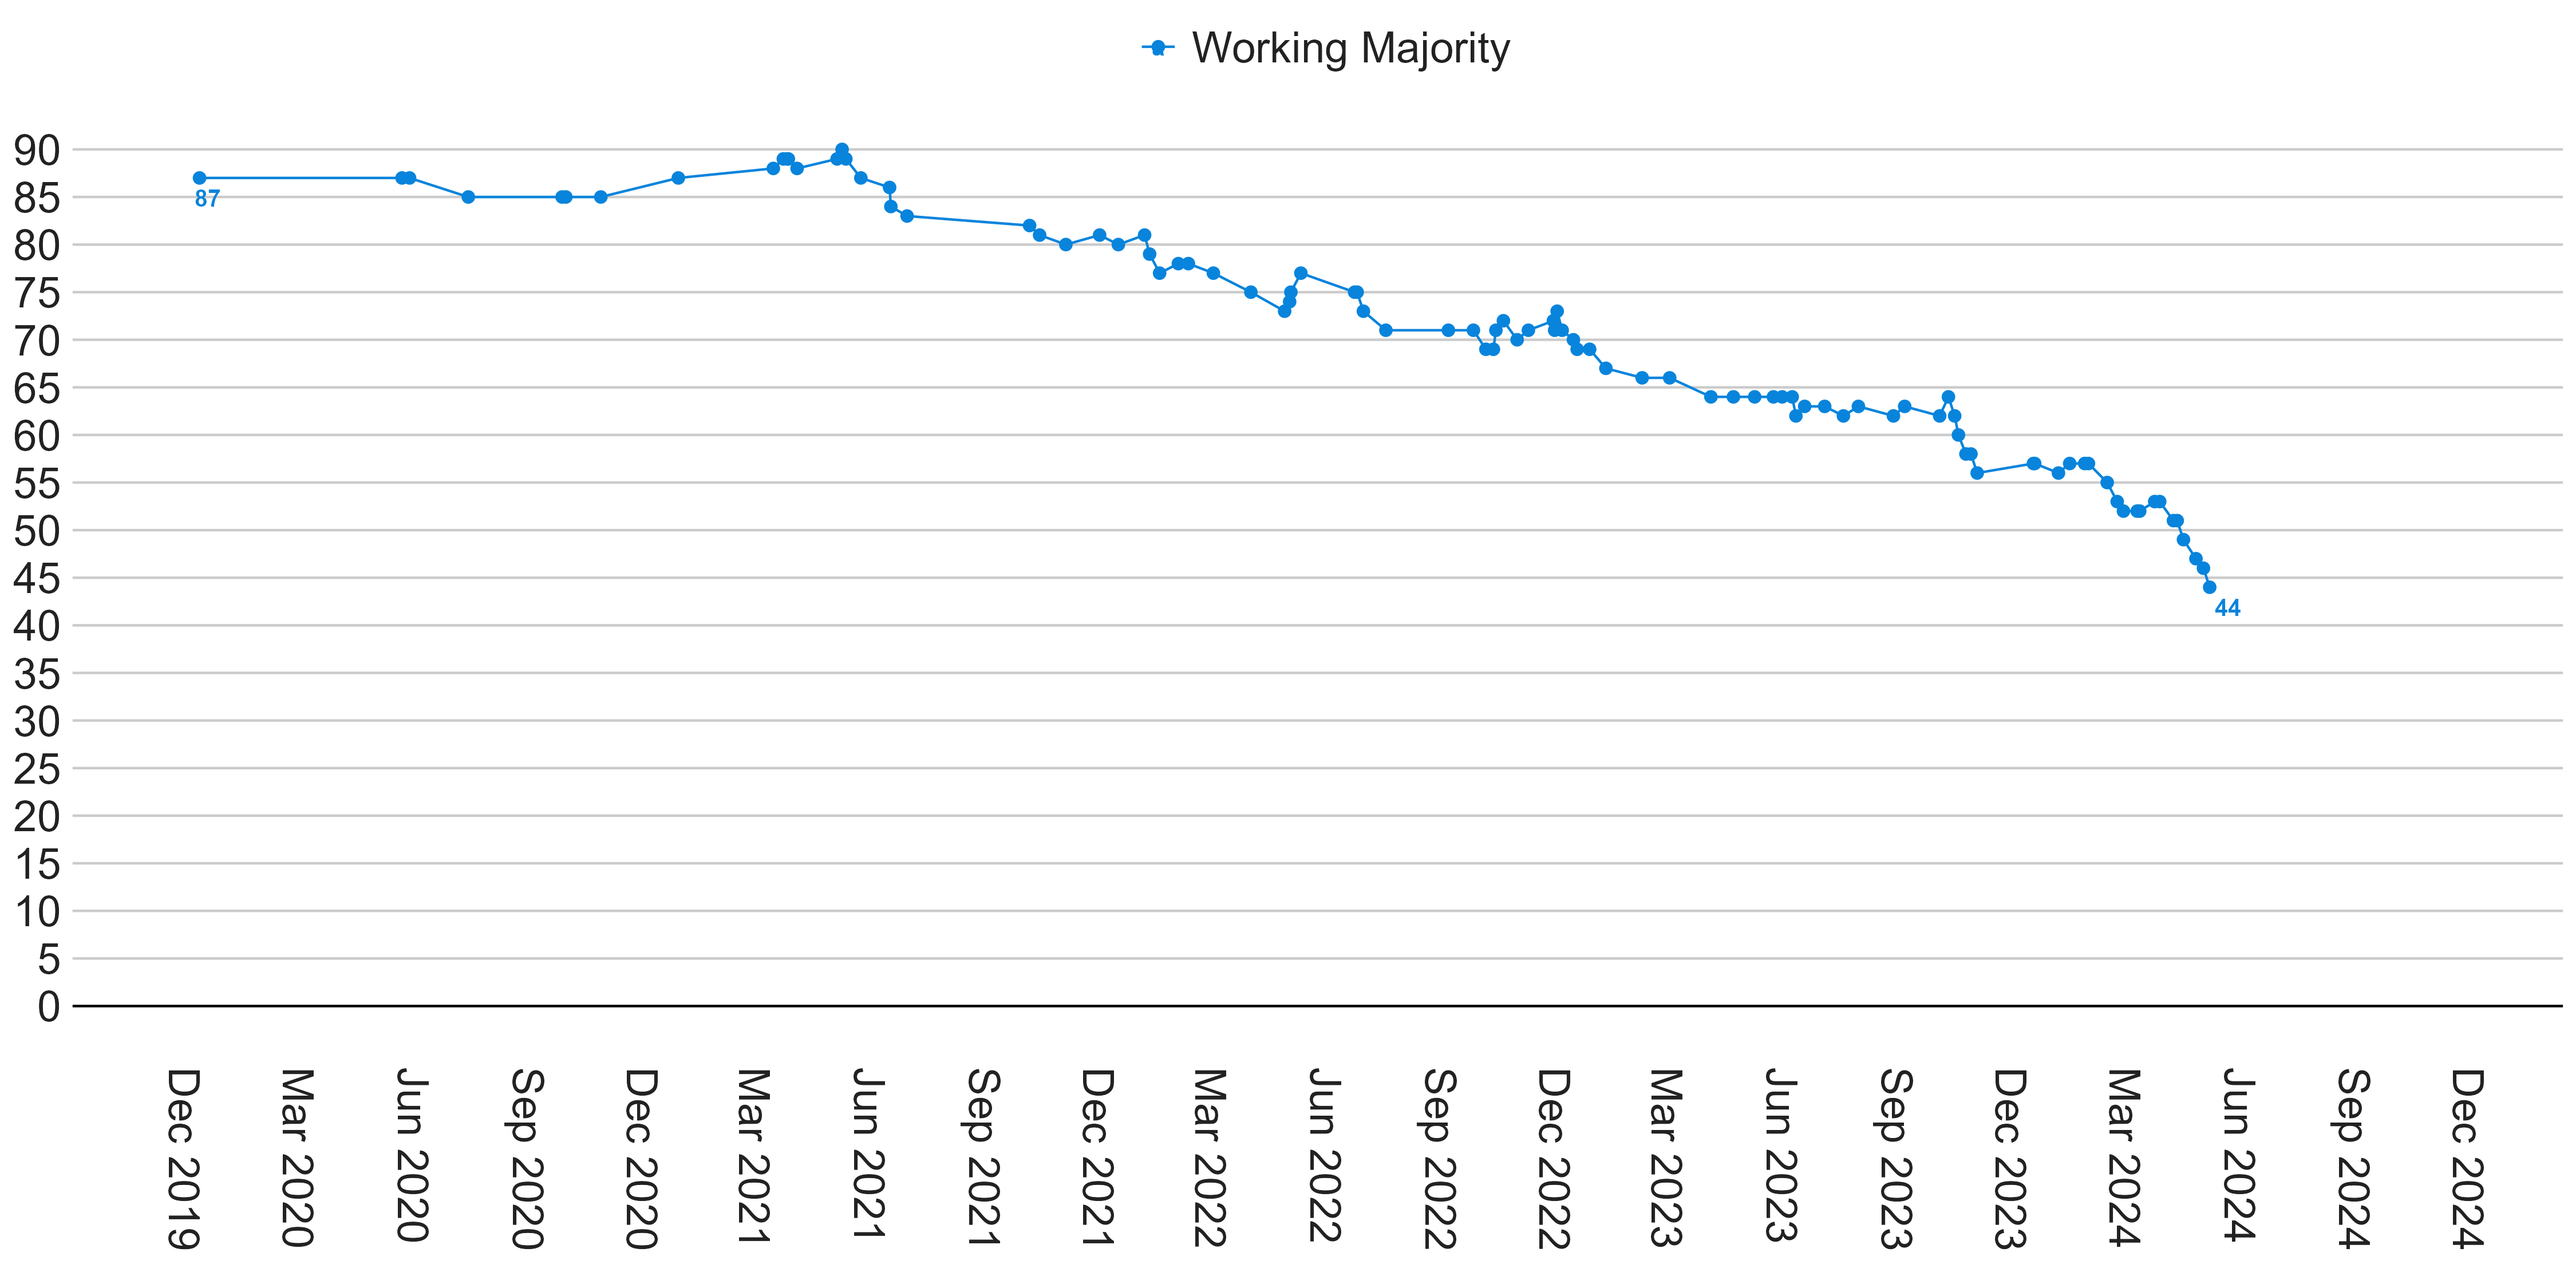 Working Majority
90
85
80
75
70
65
60
55
50
45
40
35
30
25
20
15
10
5
0
87
44
Dec 2019
Mar 2020
Jun 2020
Sep 2020
Dec 2020
Mar 2021
Jun 2021
Sep 2021
Dec 2021
Mar 2022
Jun 2022
Sep 2022
Dec 2022
Mar 2023
Jun 2023
Sep 2023
Dec 2023
Mar 2024
Jun 2024
Sep 2024
Dec 2024